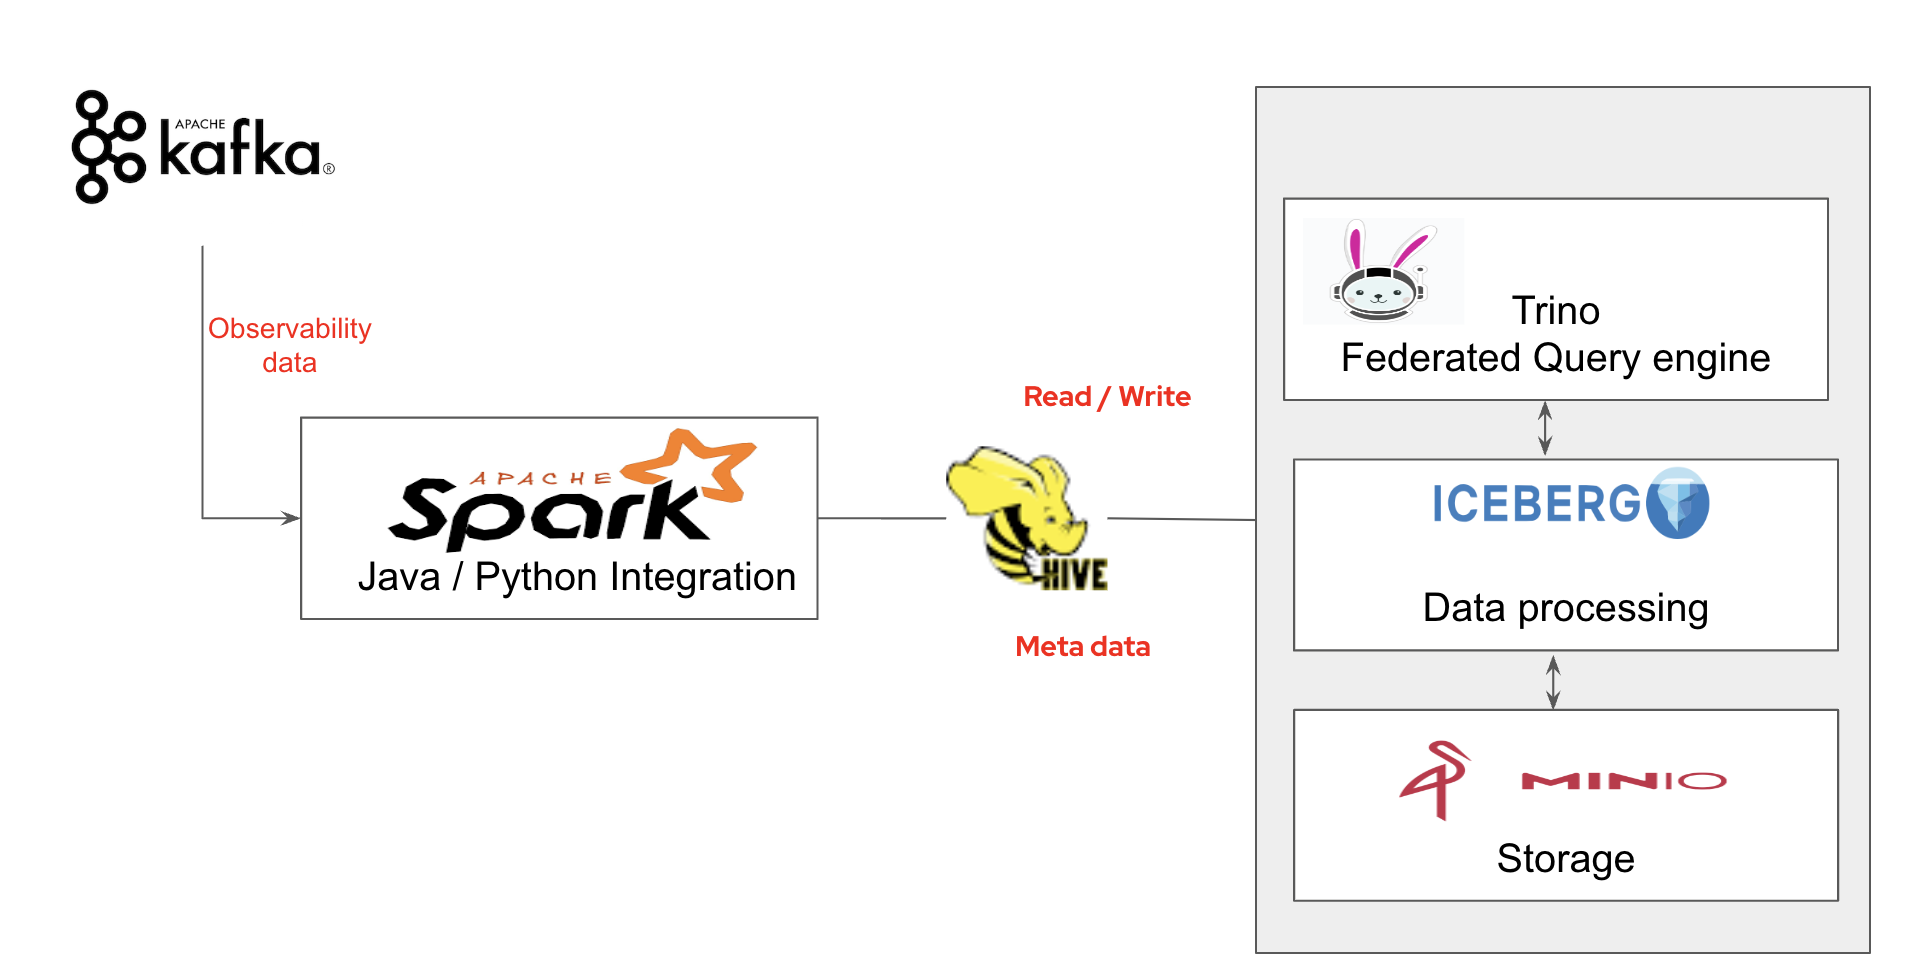 APACHE
kafka®
Observability
data
APACHE
Spark
Java / Python Integration
Read / Write
HIVE
Meta data
Trino
Federated Query engine
ICEBERG
Data processing
MINIO
Storage